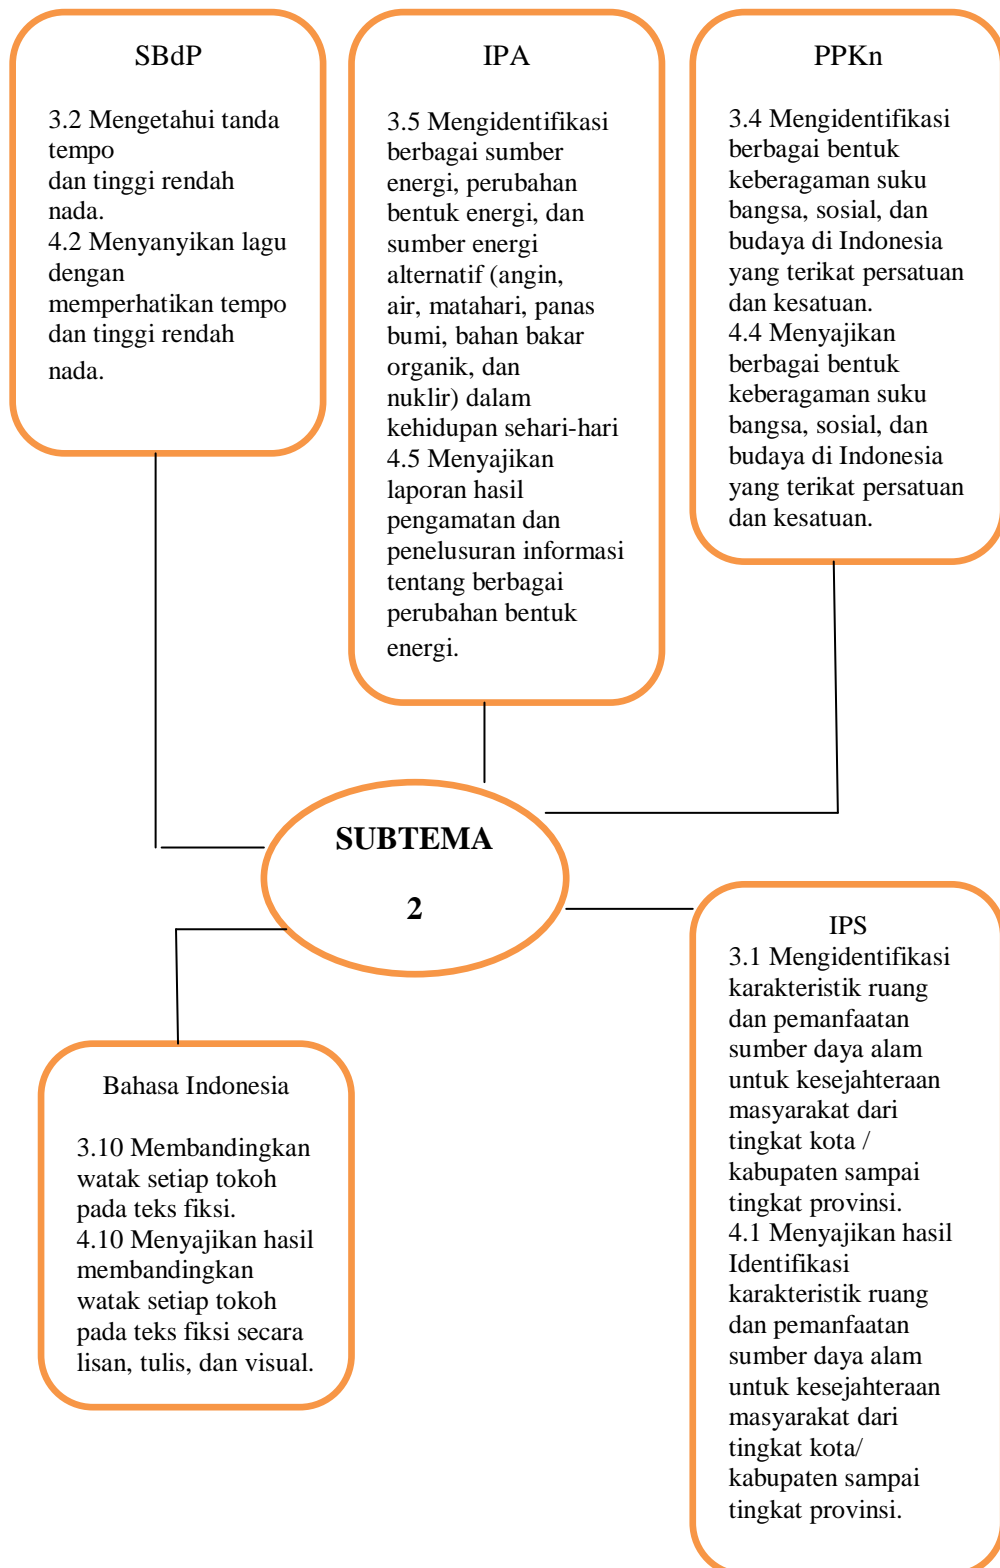 SBdP
3.2 Mengetahui tanda
tempo
dan tinggi rendah
nada.
4.2 Menyanyikan lagu
dengan
memperhatikan tempo
dan tinggi rendah
nada.
IPA
3.5 Mengidentifikasi
berbagai sumber
energi, perubahan
bentuk energi, dan
sumber energi
alternatif (angin,
air, matahari, panas
bumi, bahan bakar
organik, dan
nuklir) dalam
kehidupan sehari-hari
4.5 Menyajikan
laporan hasil
pengamatan dan
penelusuran informasi
tentang berbagai
perubahan bentuk
energi.
PPKn
3.4 Mengidentifikasi
berbagai bentuk
keberagaman suku
bangsa, sosial, dan
budaya di Indonesia
yang terikat persatuan
dan kesatuan.
4.4 Menyajikan
berbagai bentuk
keberagaman suku
bangsa, sosial, dan
budaya di Indonesia
yang terikat persatuan
dan kesatuan.
SUBTEMA
2
Bahasa Indonesia
3.10 Membandingkan
watak setiap tokoh
pada teks fiksi.
4.10 Menyajikan hasil
membandingkan
watak setiap tokoh
pada teks fiksi secara
lisan, tulis, dan visual.
IPS
3.1 Mengidentifikasi
karakteristik ruang
dan pemanfaatan
sumber daya alam
untuk kesejahteraan
masyarakat dari
tingkat kota /
kabupaten sampai
tingkat provinsi.
4.1 Menyajikan hasil
Identifikasi
karakteristik ruang
dan pemanfaatan
sumber daya alam
untuk kesejahteraan
masyarakat dari
tingkat kota/
kabupaten sampai
tingkat provinsi.